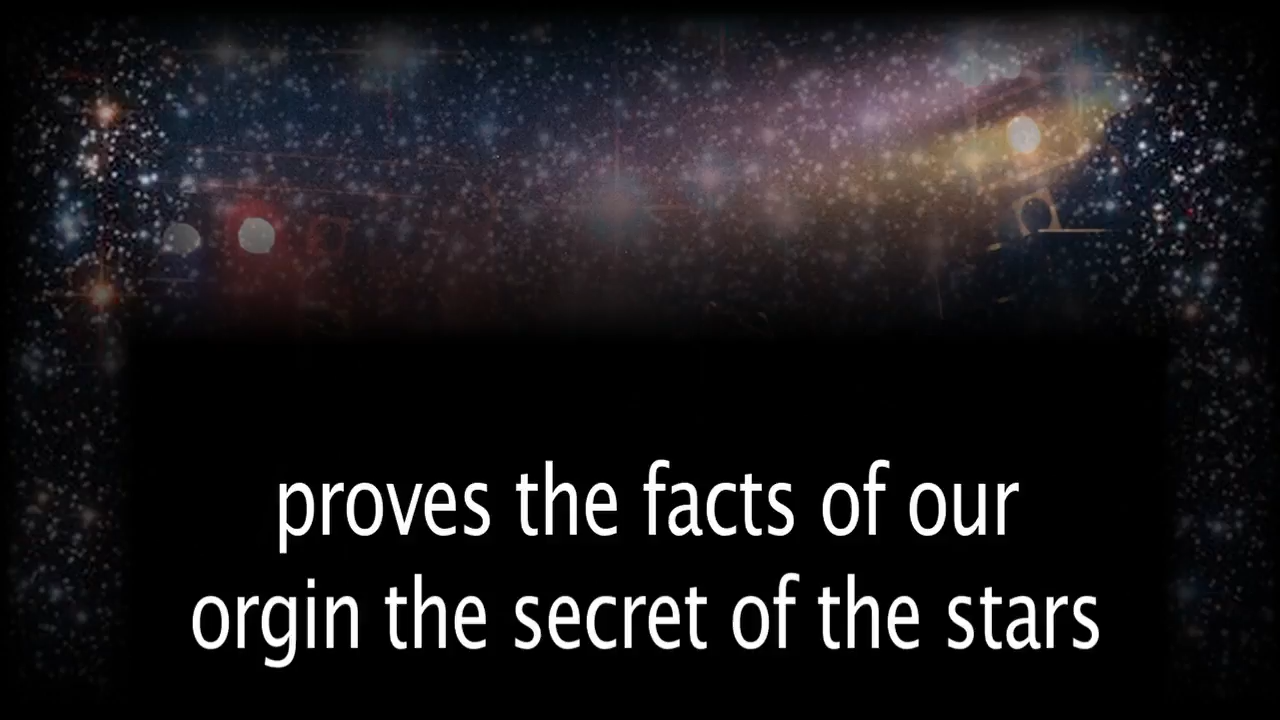 proves the facts of our
orgin the secret of the stars